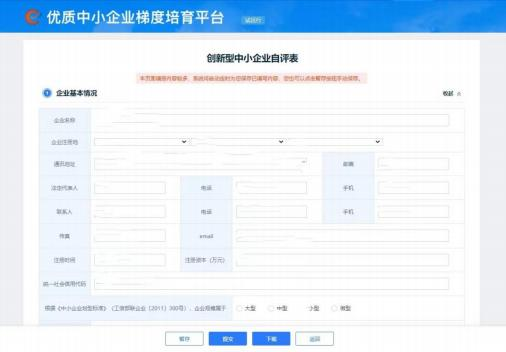 优质中小企业梯度培育平台 试运行
创新型中小企业自评表
本页面填报内容较多，系统将自动定时为您保存已填写内容，您也可以点击暂存按钮手动保存。
1 企业基本情况 收起
企业名称
企业注册地
通讯地址 邮编
法定代表人 电话 手机
联系人 电话 手机
传真 email
注册时间 注册资本（万元）
统一社会信用代码
根据《中小企业划型标准》（工信部联企业〔2011〕300号），企业规模属于 大型 中型 小型 微型
暂存 提交 下载 返回